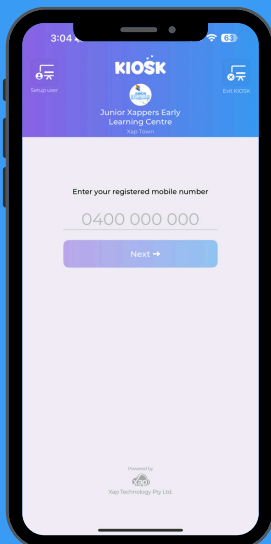 3:04
63
KIOSK
Setup user
Exit KIOSK
Junior Xappers Early
Learning Centre
Xap Town
Enter your registered mobile number
0400 000 000
Next →
Powered by
Xap Technology Pty Ltd.